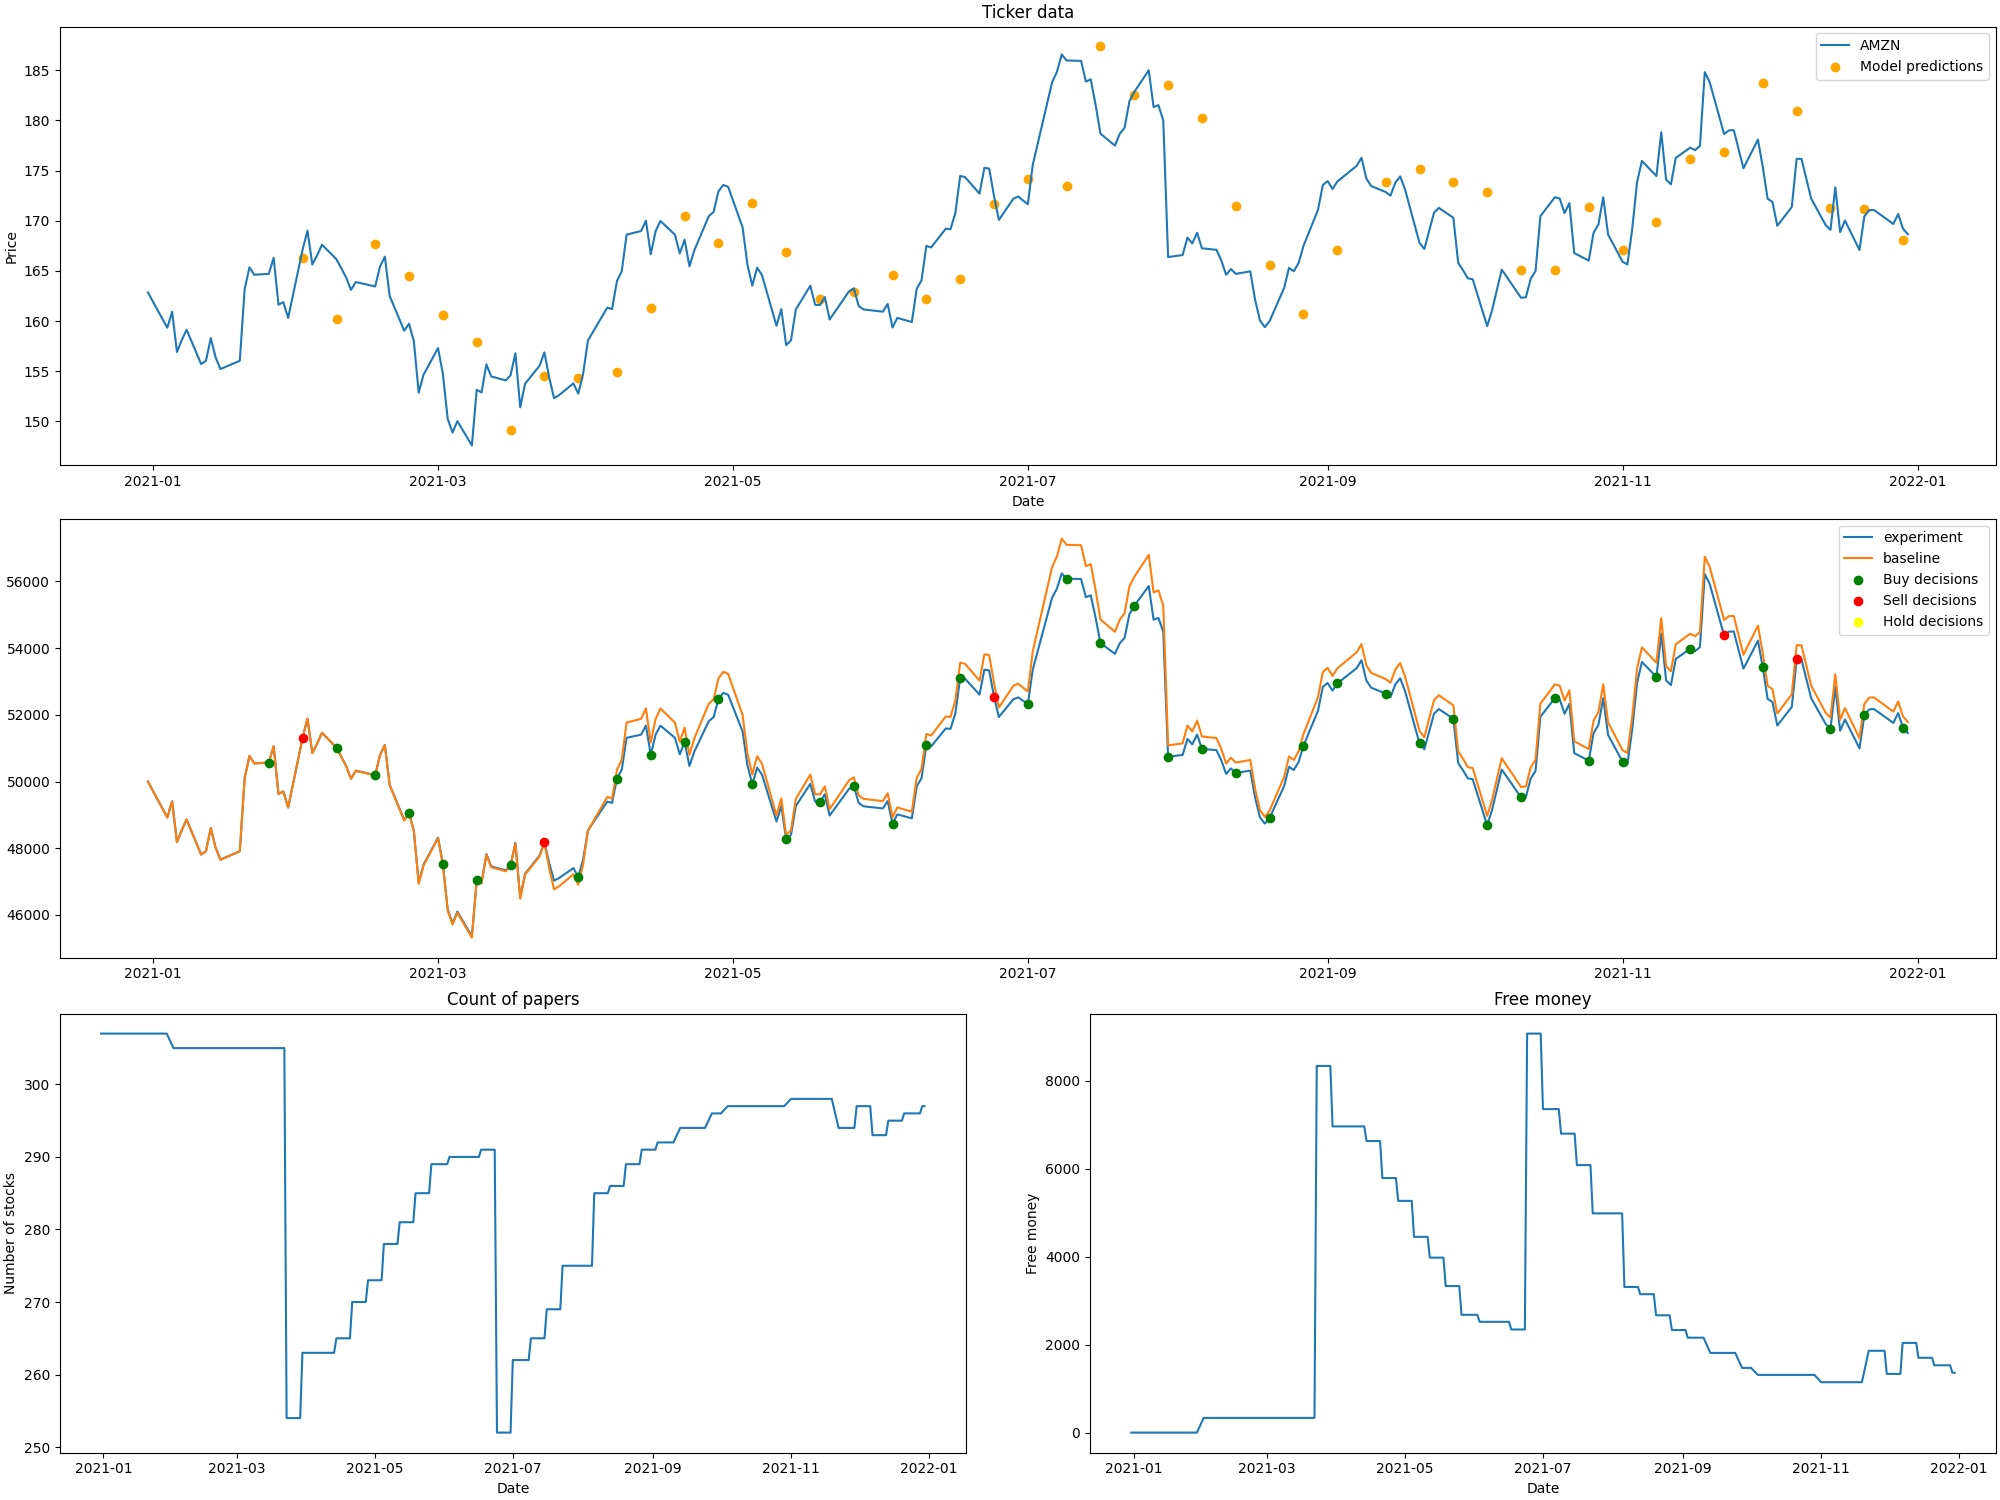 Ticker data
AMZN
Model predictions
185
180
175
170
165
160
155
150
Price
2021-01 2021-03 2021-05 2021-07 2021-09 2021-11 2022-01
Date
experiment
baseline
Buy decisions
Sell decisions
Hold decisions
56000
54000
52000
50000
48000
46000
2021-01 2021-03 2021-05 2021-07 2021-09 2021-11 2022-01
Count of papers
300
290
280
270
260
250
Number of stocks
2021-01 2021-03 2021-05 2021-07 2021-09 2021-11 2022-01
Date
Free money
8000
6000
4000
2000
0
Free money
2021-01 2021-03 2021-05 2021-07 2021-09 2021-11 2022-01
Date